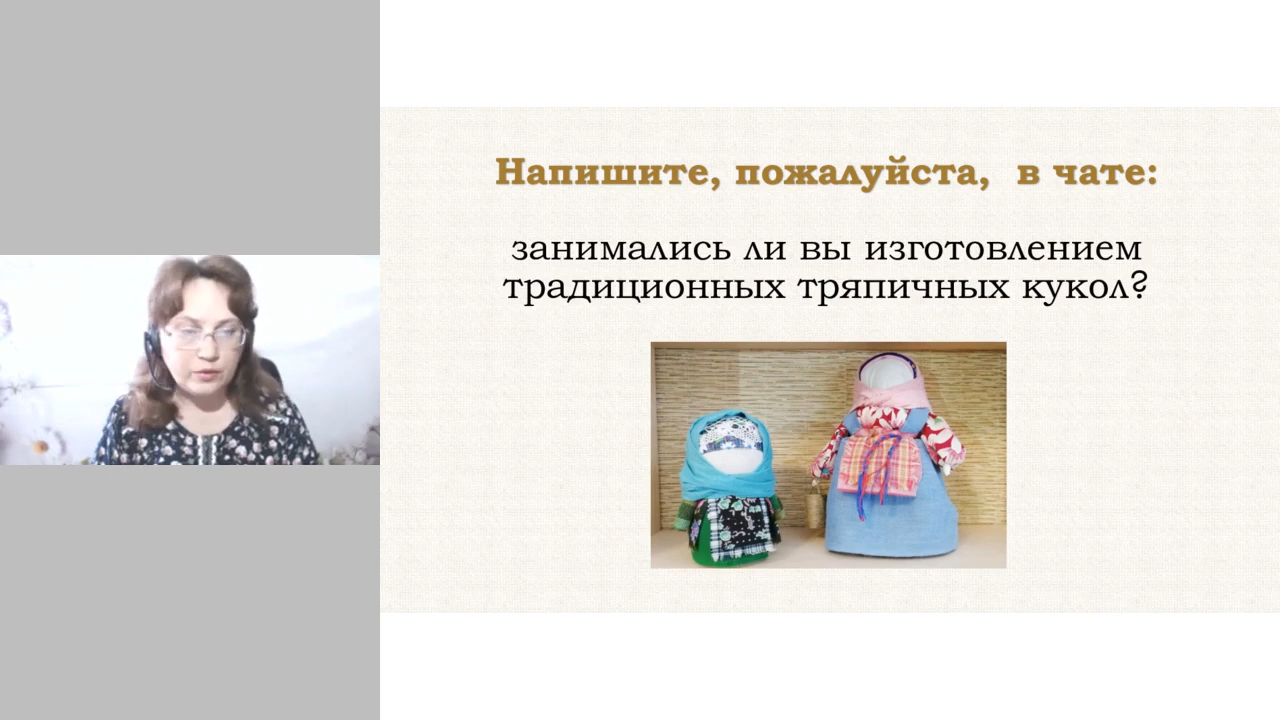 Напишите, пожалуйста, в чате:
занимались ли вы изготовлением
традиционных тряпичных кукол?